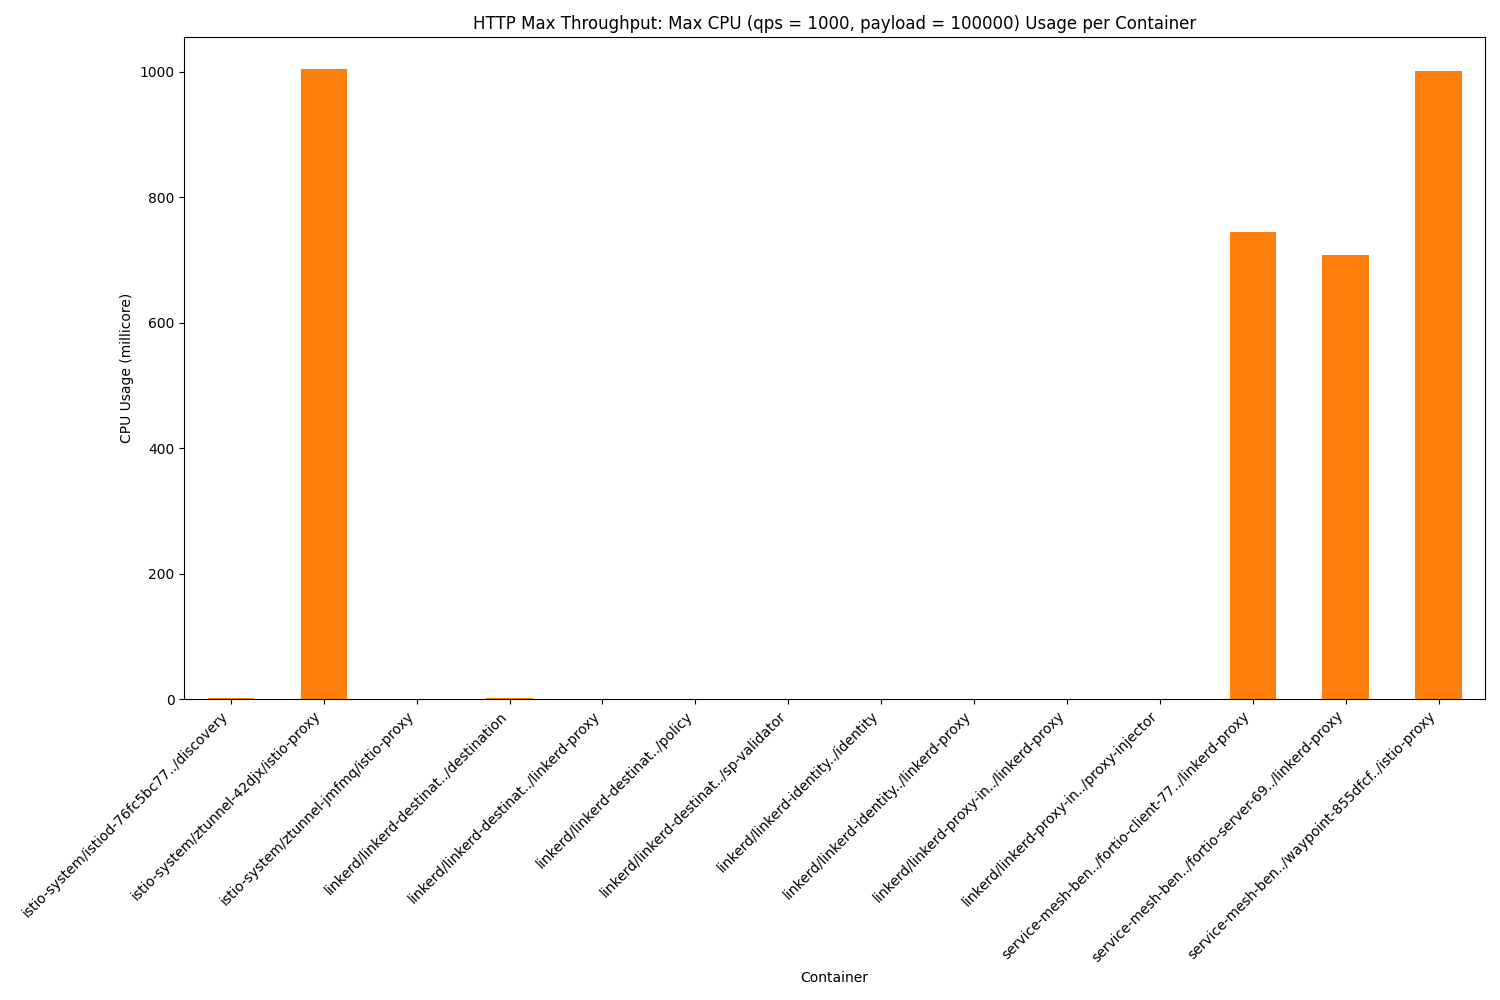 HTTP Max Throughput: Max CPU (qps = 1000, payload = 100000) Usage per Container
CPU Usage (millicore)
1000
800
600
400
200
0
istio-system/istiod-76fc5bc77../discovery
istio-system/ztunnel-42djx/istio-proxy
istio-system/ztunnel-jmfmq/istio-proxy
linkerd/linkerd-destinat../destination
linkerd/linkerd-destinat../linkerd-proxy
linkerd/linkerd-destinat../policy
linkerd/linkerd-destinat../sp-validator
linkerd/linkerd-identity../identity
linkerd/linkerd-identity../linkerd-proxy
linkerd/linkerd-proxy-in../linkerd-proxy
linkerd/linkerd-proxy-in../proxy-injector
service-mesh-ben../fortio-client-77../linkerd-proxy
service-mesh-ben../fortio-server-69../linkerd-proxy
service-mesh-ben../waypoint-855dfcf../istio-proxy
Container